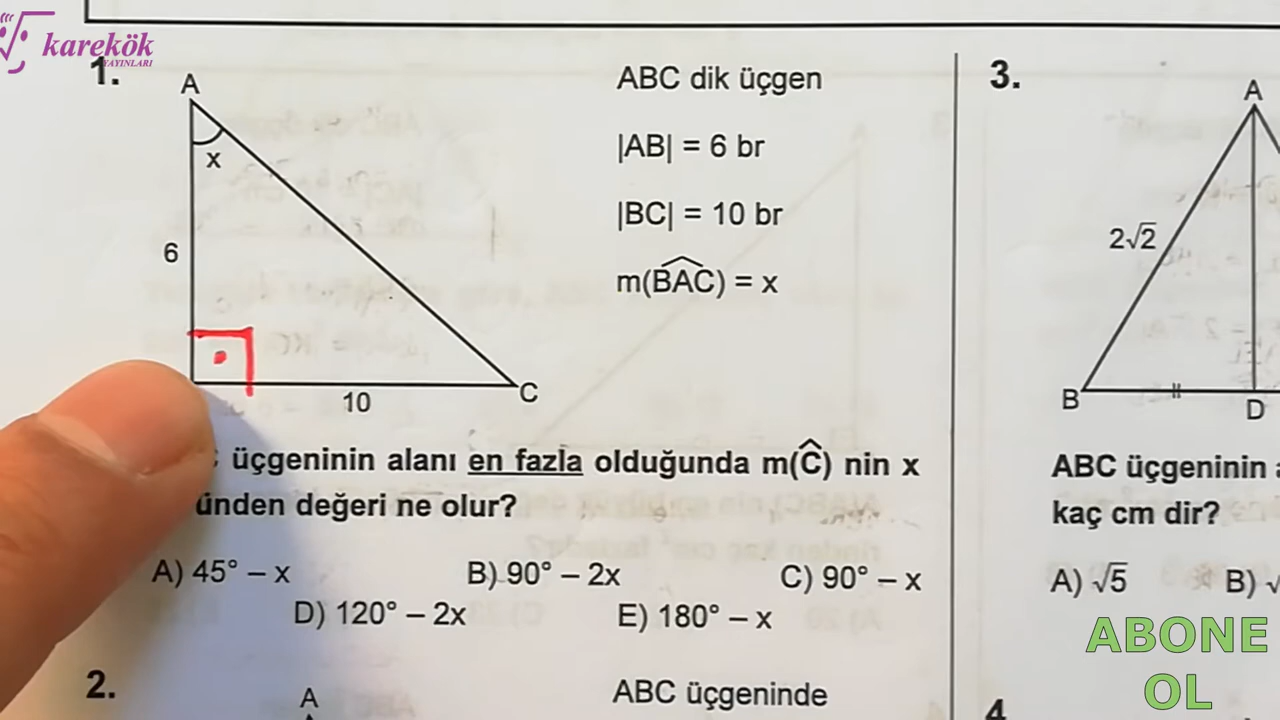 karekök
YAYINLARI
1.
A
x
6
10
C
ABC dik üçgen
|AB| = 6 br
|BC| = 10 br
m(BAC) = x
üçgeninin alanı en fazla olduğunda m(Ĉ) nin x
ünden değeri ne olur?
A) 45° – x
B) 90° – 2x
C) 90° – x
D) 120° – 2x
E) 180° – x
2.
A
ABC üçgeninde
3.
A
2√2
B
D
ABC üçgeninin
kaç cm dir?
A) √5
B)
4
ABONE
OL